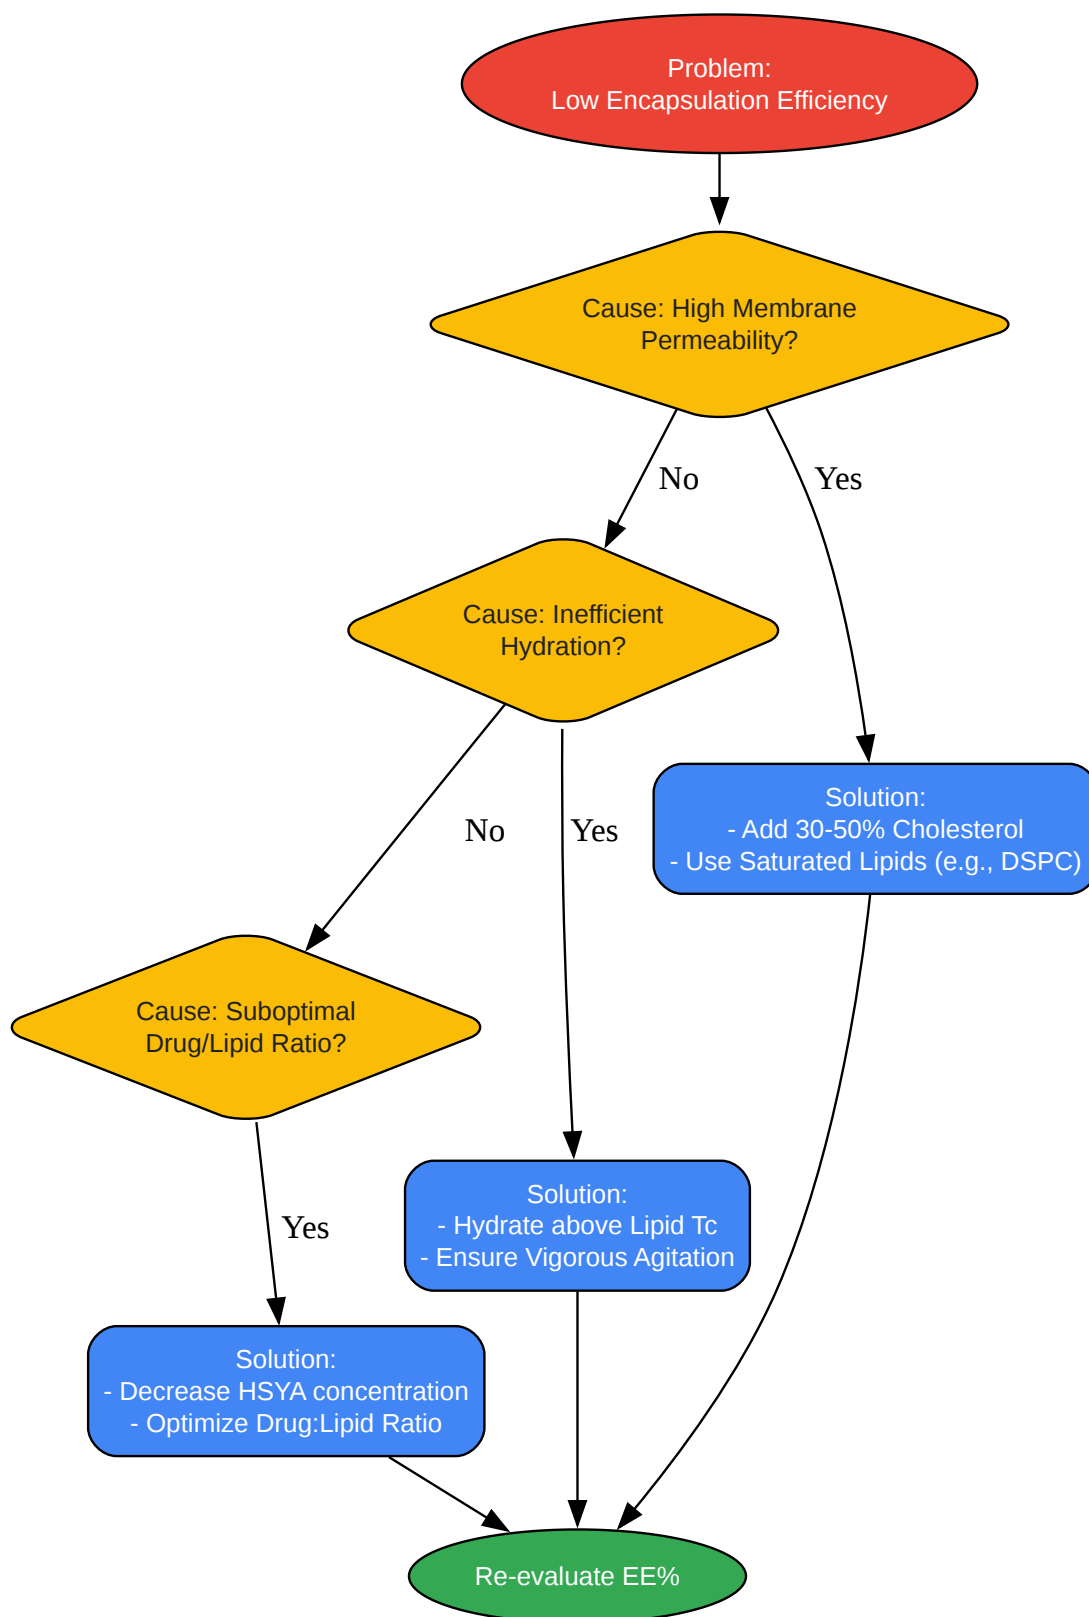 Problem:
Low Encapsulation Efficiency
Cause: High Membrane
Permeability?
No
Yes
Cause: Inefficient
Hydration?
No
Yes
Solution:
- Add 30-50% Cholesterol
- Use Saturated Lipids (e.g., DSPC)
Cause: Suboptimal
Drug/Lipid Ratio?
Yes
Solution:
- Hydrate above Lipid Tc
- Ensure Vigorous Agitation
Solution:
- Decrease HSYA concentration
- Optimize Drug:Lipid Ratio
Re-evaluate EE%